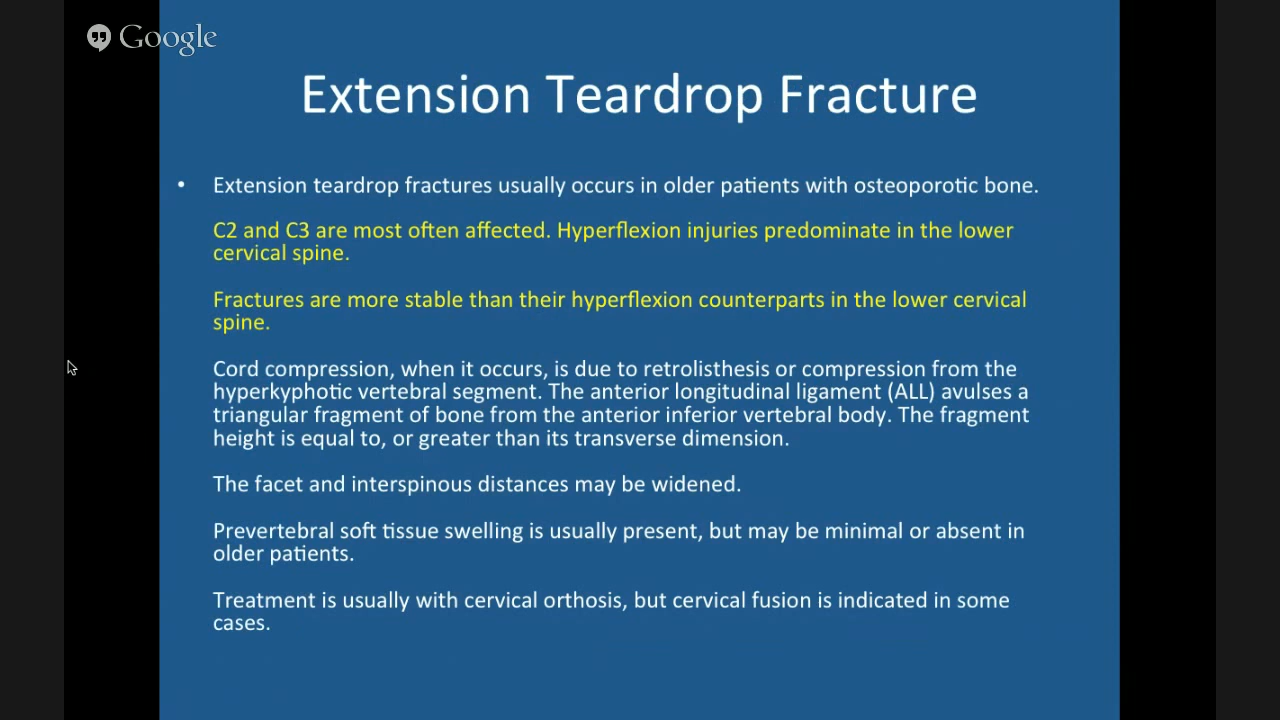 Google
Extension Teardrop Fracture
• Extension teardrop fractures usually occurs in older patients with osteoporotic bone.
C2 and C3 are most often affected. Hyperflexion injuries predominate in the lower
cervical spine.
Fractures are more stable than their hyperflexion counterparts in the lower cervical
spine.
Cord compression, when it occurs, is due to retrolisthesis or compression from the
hyperkyphotic vertebral segment. The anterior longitudinal ligament (ALL) avulses a
triangular fragment of bone from the anterior inferior vertebral body. The fragment
height is equal to, or greater than its transverse dimension.
The facet and interspinous distances may be widened.
Prevertebral soft tissue swelling is usually present, but may be minimal or absent in
older patients.
Treatment is usually with cervical orthosis, but cervical fusion is indicated in some
cases.